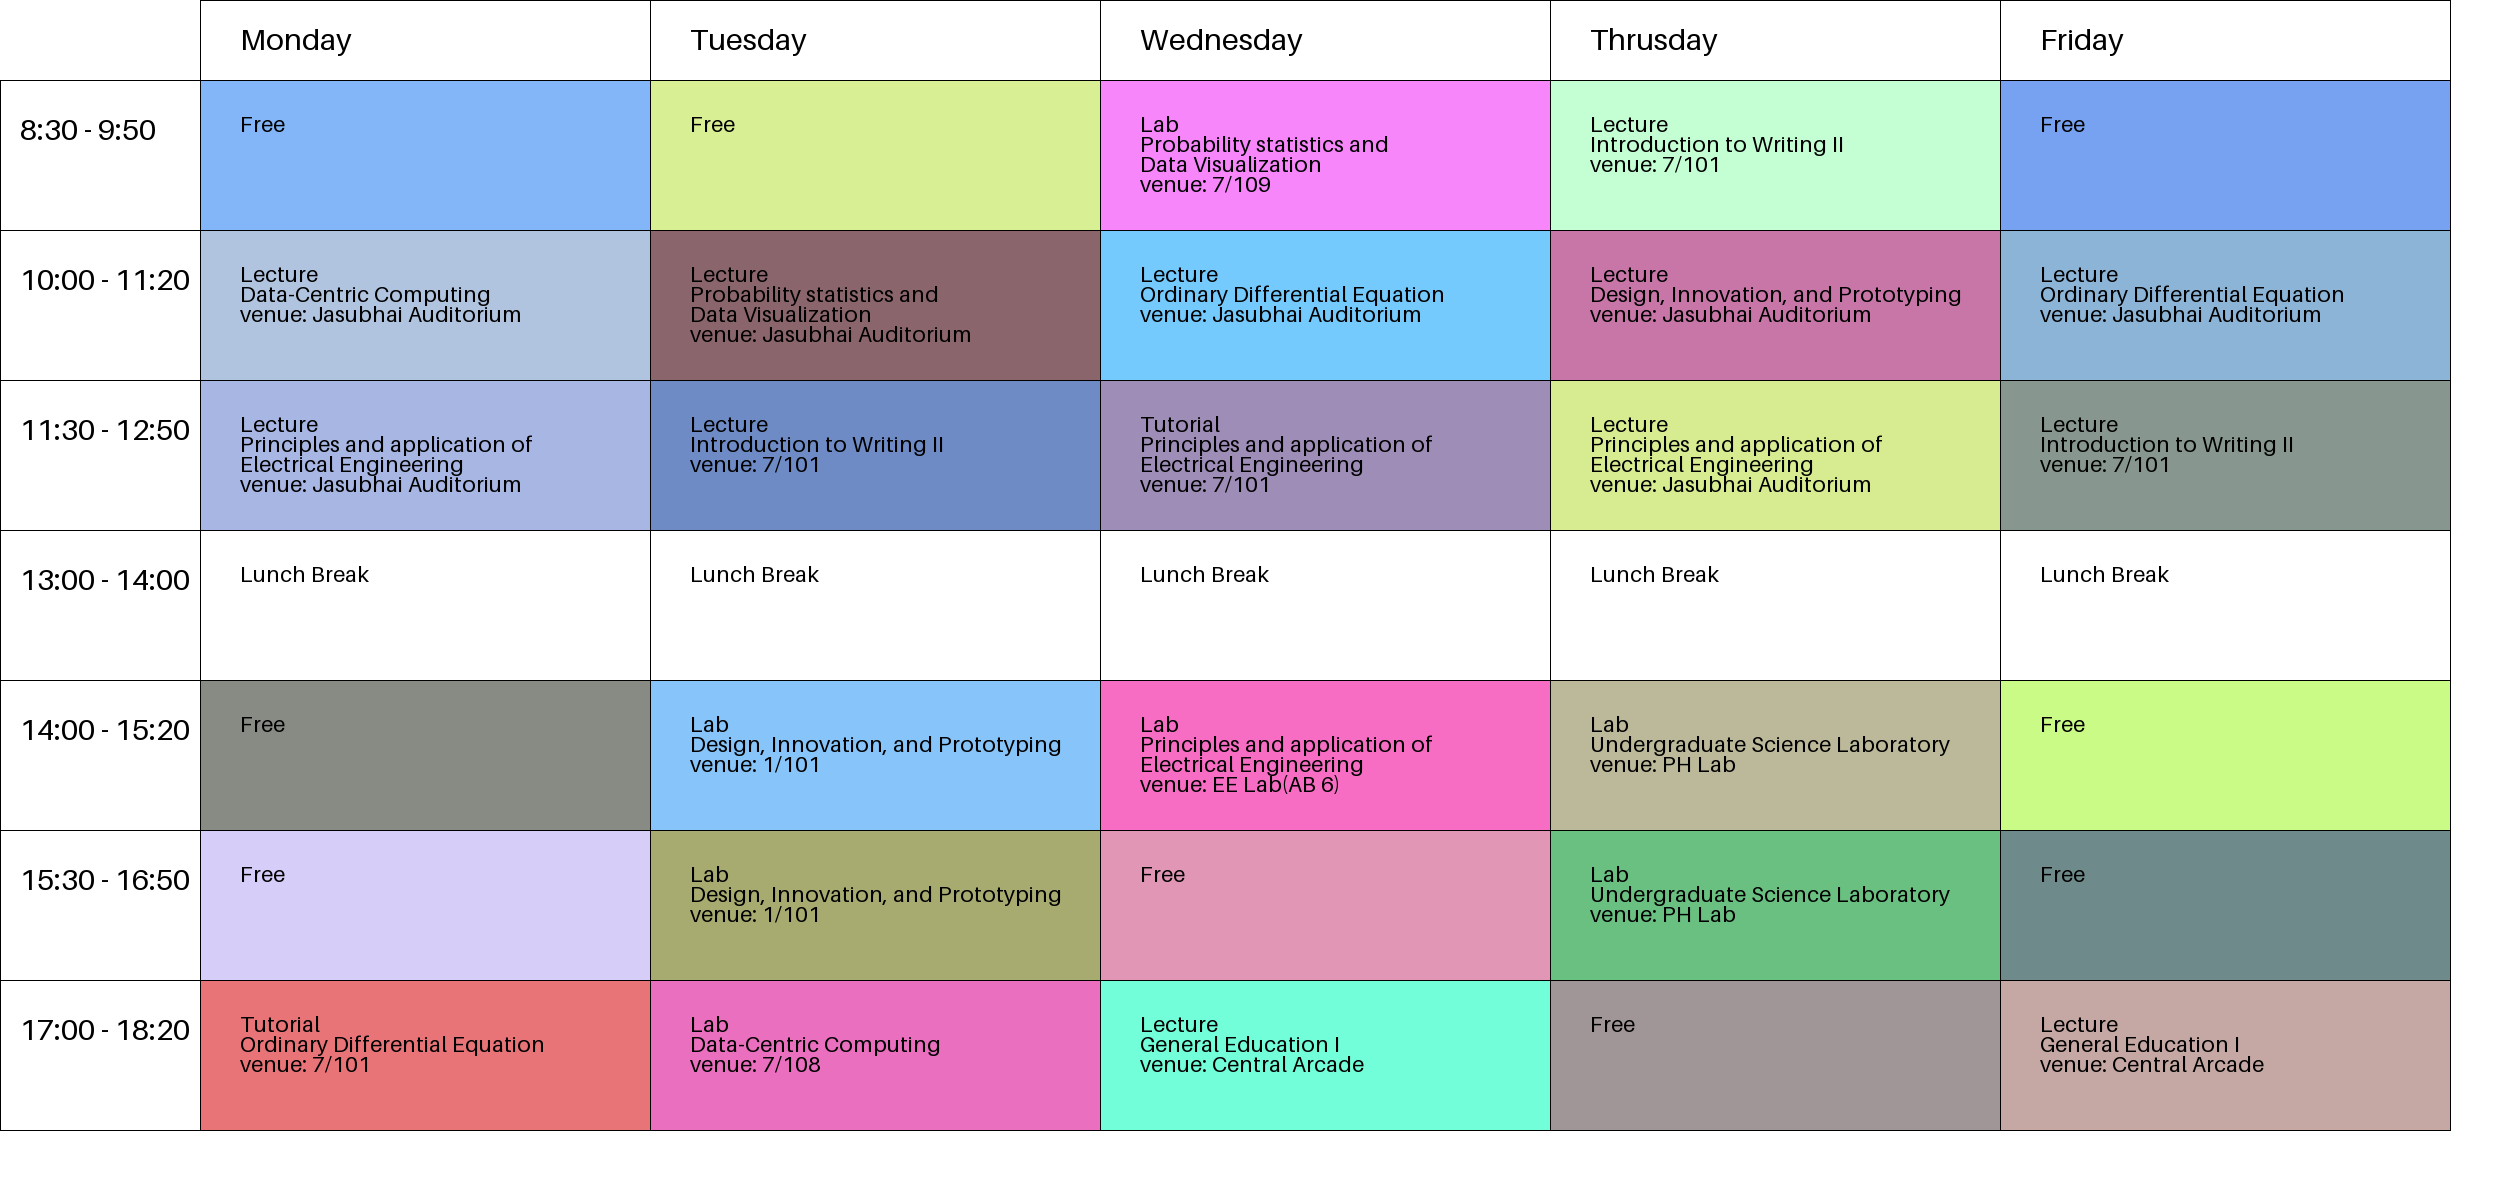 Monday
Tuesday
Wednesday
Thrusday
Friday
8:30 - 9:50
Free
Free
Lab
Probability statistics and
Data Visualization
venue: 7/109
Lecture
Introduction to Writing II
venue: 7/101
Free
10:00 - 11:20
Lecture
Data-Centric Computing
venue: Jasubhai Auditorium
Lecture
Probability statistics and
Data Visualization
venue: Jasubhai Auditorium
Lecture
Ordinary Differential Equation
venue: Jasubhai Auditorium
Lecture
Design, Innovation, and Prototyping
venue: Jasubhai Auditorium
Lecture
Ordinary Differential Equation
venue: Jasubhai Auditorium
11:30 - 12:50
Lecture
Principles and application of
Electrical Engineering
venue: Jasubhai Auditorium
Lecture
Introduction to Writing II
venue: 7/101
Tutorial
Principles and application of
Electrical Engineering
venue: 7/101
Lecture
Principles and application of
Electrical Engineering
venue: Jasubhai Auditorium
Lecture
Introduction to Writing II
venue: 7/101
13:00 - 14:00
Lunch Break
Lunch Break
Lunch Break
Lunch Break
Lunch Break
14:00 - 15:20
Free
Lab
Design, Innovation, and Prototyping
venue: 1/101
Lab
Principles and application of
Electrical Engineering
venue: EE Lab(AB 6)
Lab
Undergraduate Science Laboratory
venue: PH Lab
Free
15:30 - 16:50
Free
Lab
Design, Innovation, and Prototyping
venue: 1/101
Free
Lab
Undergraduate Science Laboratory
venue: PH Lab
Free
17:00 - 18:20
Tutorial
Ordinary Differential Equation
venue: 7/101
Lab
Data-Centric Computing
venue: 7/108
Lecture
General Education I
venue: Central Arcade
Free
Lecture
General Education I
venue: Central Arcade